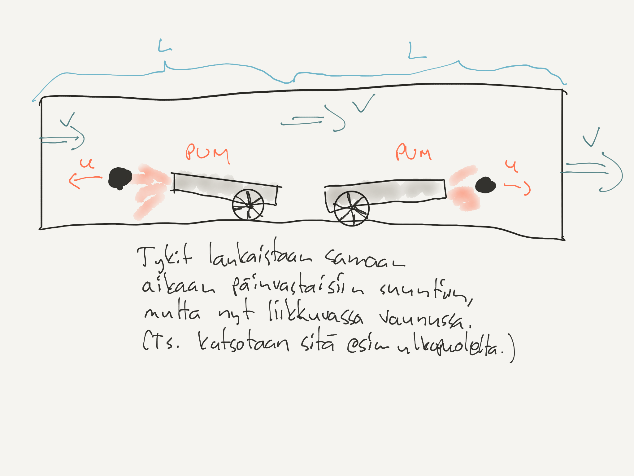 L L
V
V
V
PUM
PUM
u
u
Tykit laukaistaan samaan
aikaan päinvastaisiin suuntiin,
mutta nyt liikkuvassa vaunussa.
(Ts. katsotaan sitä esim ulkopuolelta.)